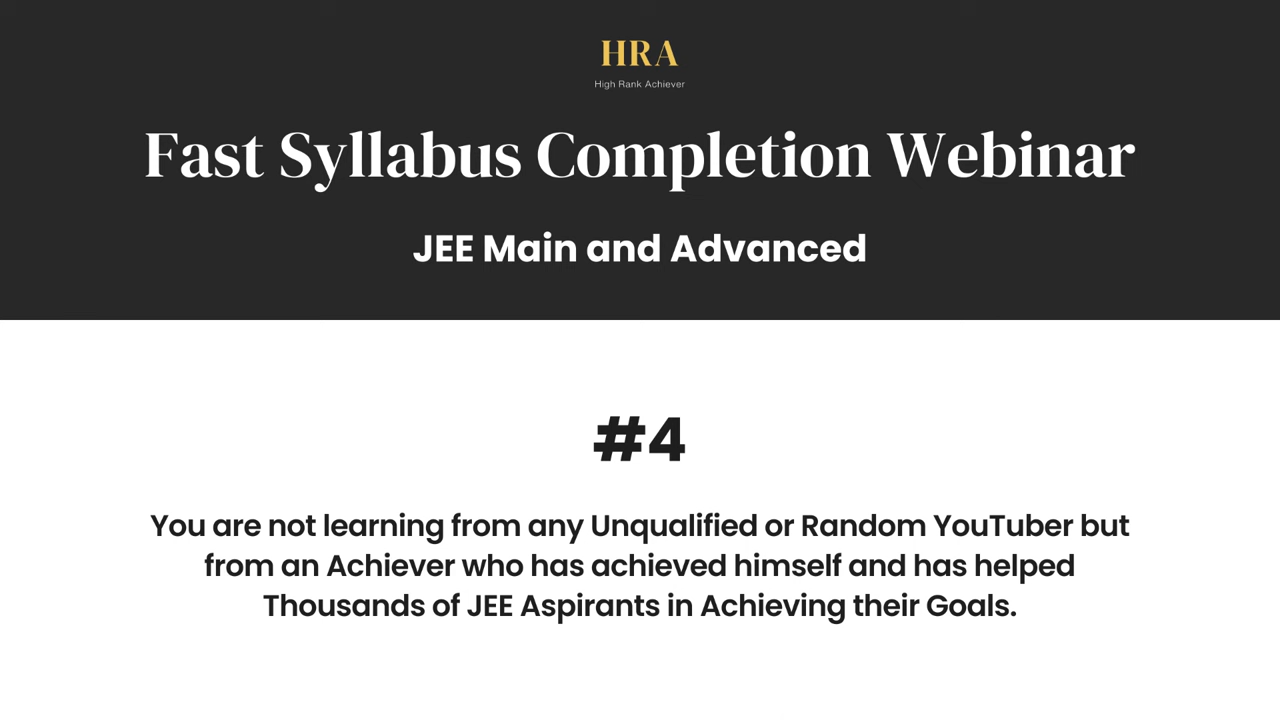 HRA
High Rank Achiever
Fast Syllabus Completion Webinar
JEE Main and Advanced
#4
You are not learning from any Unqualified or Random YouTuber but
from an Achiever who has achieved himself and has helped
Thousands of JEE Aspirants in Achieving their Goals.